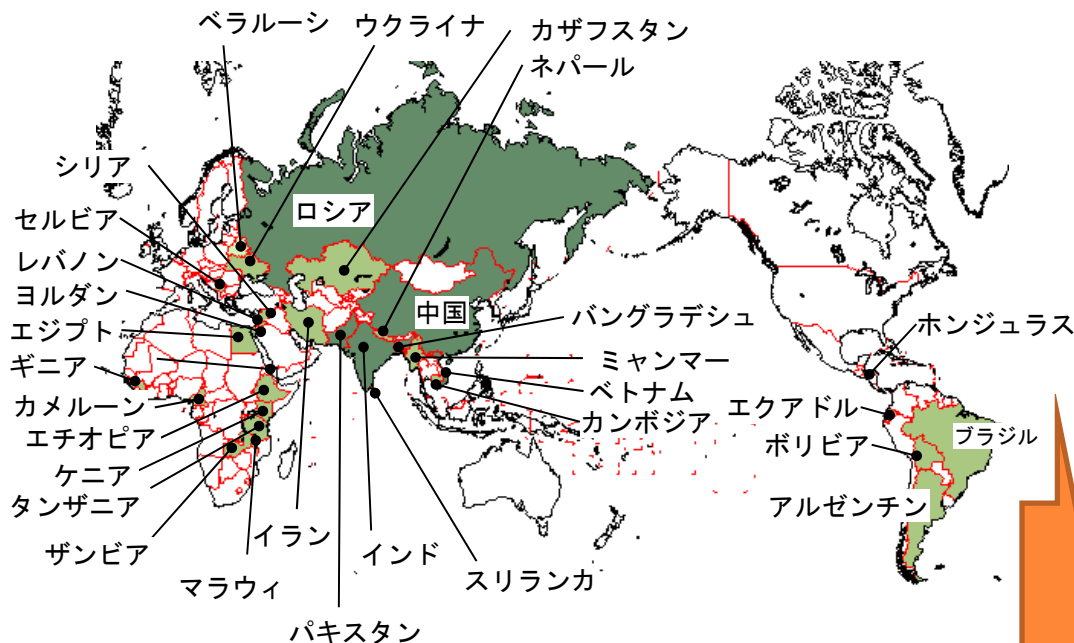 ベラルーシ
ウクライナ
カザフスタン
ネパール
シリア
ロシア
セルビア
レバノン
ヨルダン
中国
バングラデシュ
ホンジュラス
エジプト
ミャンマー
ギニア
ベトナム
カメルーン
カンボジア
エクアドル
エチオピア
ブラジル
ボリビア
ケニア
タンザニア
アルゼンチン
イラン
インド
ザンビア
スリランカ
マラウィ
パキスタン